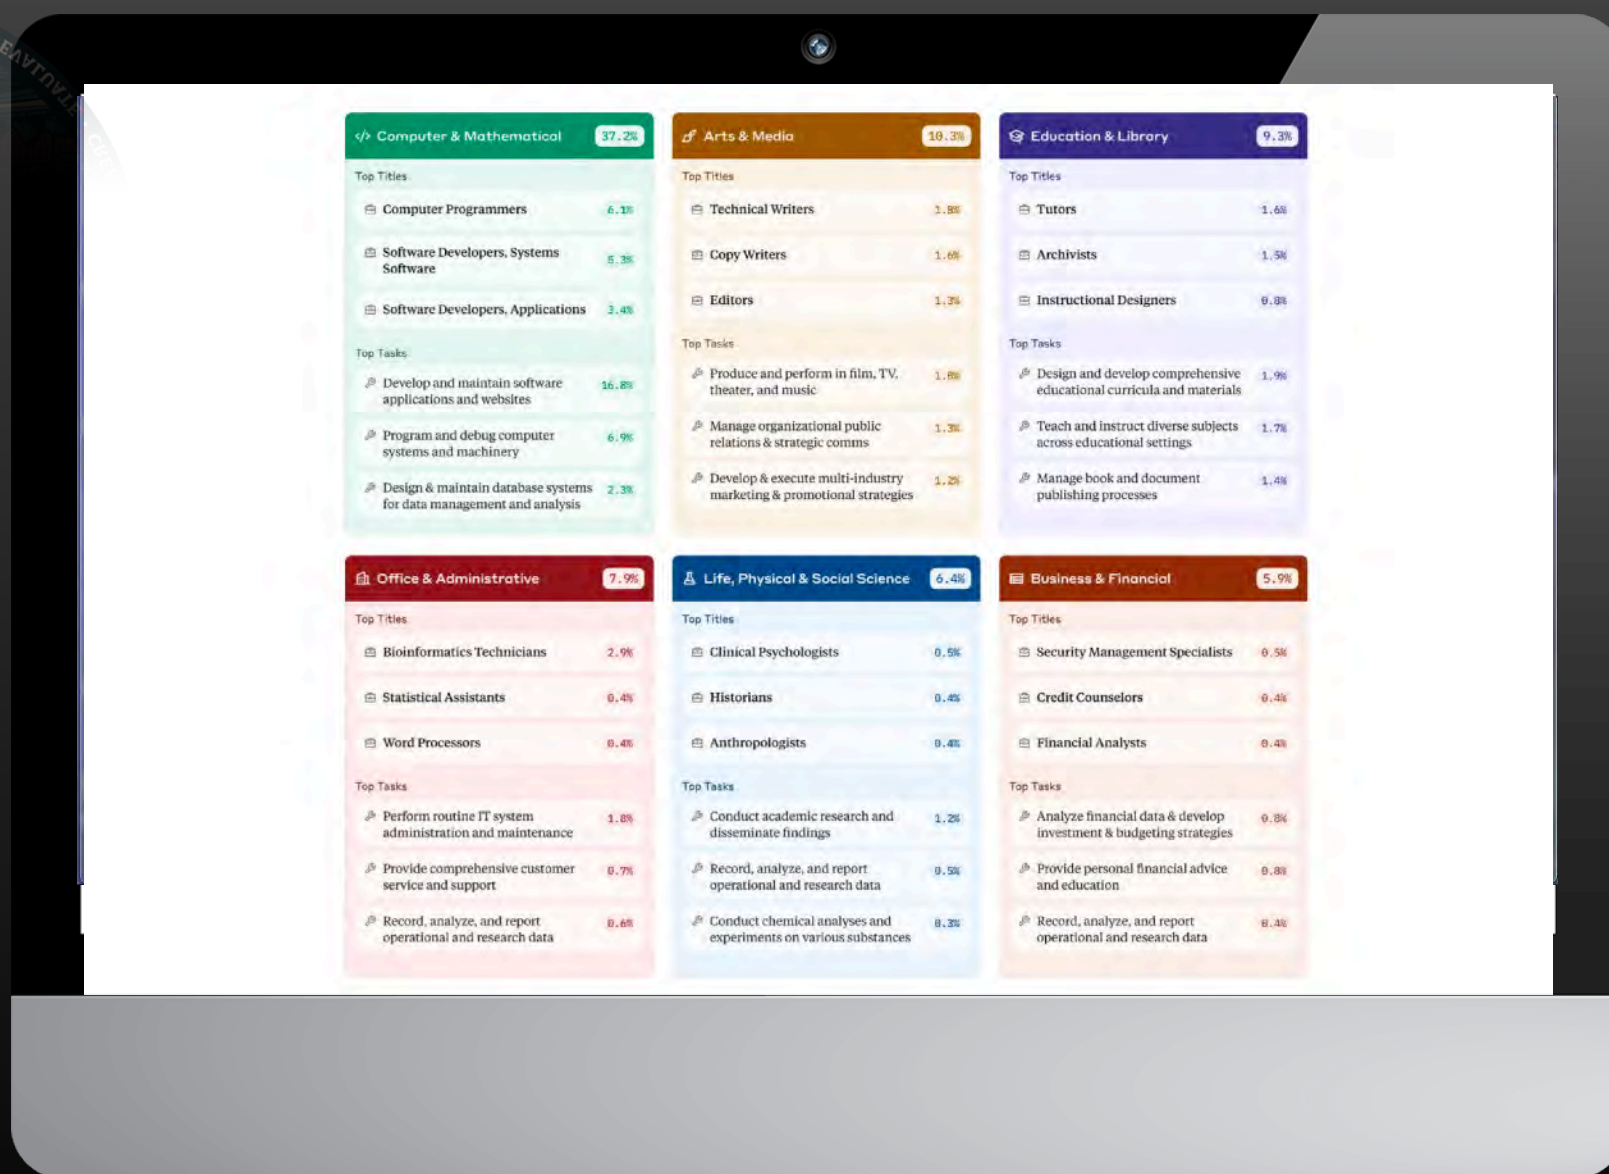 Computer & Mathematical 37.2%
Top Titles
Computer Programmers 6.1%
Software Developers, Systems
Software 5.3%
Software Developers, Applications 3.4%
Top Tasks
Develop and maintain software
applications and websites 16.8%
Program and debug computer
systems and machinery 6.9%
Design & maintain database systems
for data management and analysis 2.3%
Arts & Media 10.3%
Top Titles
Technical Writers 1.8%
Copy Writers 1.6%
Editors 1.3%
Top Tasks
Produce and perform in film, TV,
theater, and music 1.8%
Manage organizational public
relations & strategic comms 1.3%
Develop & execute multi-industry
marketing & promotional strategies 1.2%
Education & Library 9.3%
Top Titles
Tutors 1.6%
Archivists 1.5%
Instructional Designers 0.8%
Top Tasks
Design and develop comprehensive
educational curricula and materials 1.9%
Teach and instruct diverse subjects
across educational settings 1.7%
Manage book and document
publishing processes 1.4%
Office & Administrative 7.9%
Top Titles
Bioinformatics Technicians 2.9%
Statistical Assistants 0.4%
Word Processors 0.4%
Top Tasks
Perform routine IT system
administration and maintenance 1.8%
Provide comprehensive customer
service and support 0.7%
Record, analyze, and report
operational and research data 0.6%
Life, Physical & Social Science 6.4%
Top Titles
Clinical Psychologists 0.5%
Historians 0.4%
Anthropologists 0.4%
Top Tasks
Conduct academic research and
disseminate findings 1.2%
Record, analyze, and report
operational and research data 0.5%
Conduct chemical analyses and
experiments on various substances 0.3%
Business & Financial 5.9%
Top Titles
Security Management Specialists 0.5%
Credit Counselors 0.4%
Financial Analysts 0.4%
Top Tasks
Analyze financial data & develop
investment & budgeting strategies 0.8%
Provide personal financial advice
and education 0.8%
Record, analyze, and report
operational and research data 0.4%